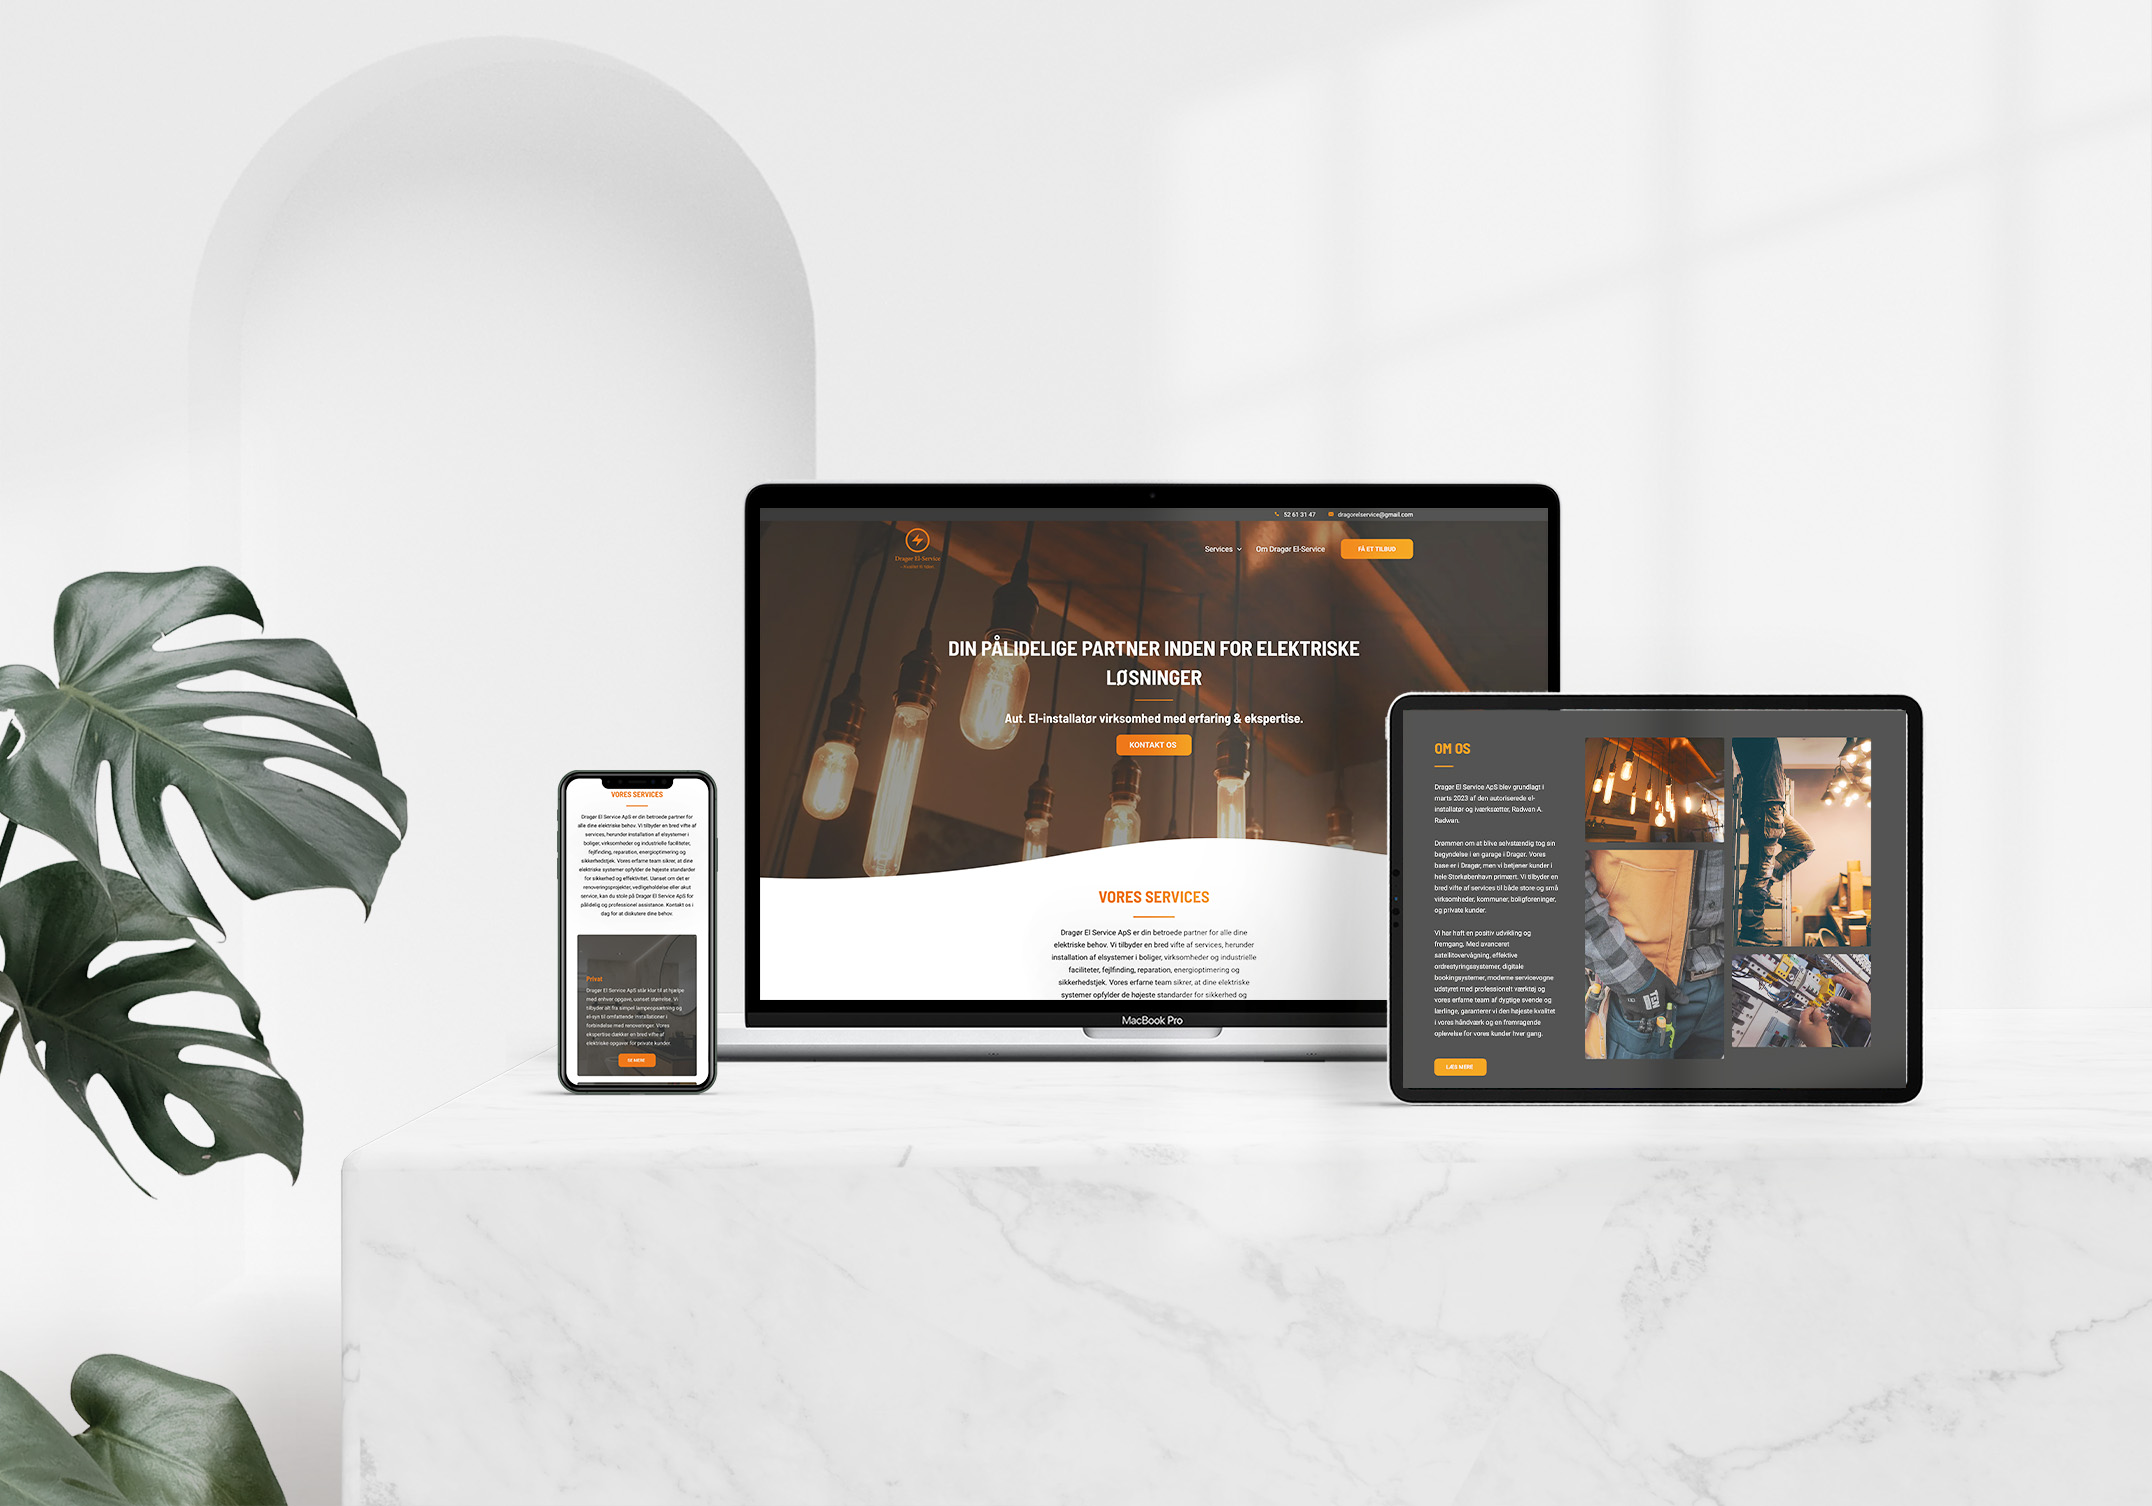 52 61 31 47 dragorelservice@gmail.com
Dragør El-Service
Services Om Dragør El-Service FÅ ET TILBUD
DIN PÅLIDELIGE PARTNER INDEN FOR ELEKTRISKE
LØSNINGER
Aut. El-installatør virksomhed med erfaring & ekspertise.
KONTAKT OS
VORES SERVICES
Dragør El Service ApS er din betroede partner for alle dine
elektriske behov. Vi tilbyder en bred vifte af services, herunder
installation af elsystemer i boliger, virksomheder og industrielle
faciliteter, fejlfinding, reparation, energioptimering og
sikkerhedstjek. Vores erfarne team sikrer, at dine elektriske
systemer opfylder de højeste standarder for sikkerhed og
MacBook Pro
VORES SERVICES
Dragør El Service ApS er din betroede partner for
alle dine elektriske behov. Vi tilbyder en bred vifte af
services, herunder installation af elsystemer i
boliger, virksomheder og industrielle faciliteter,
fejlfinding, reparation, energioptimering og
sikkerhedstjek. Vores erfarne team sikrer, at dine
elektriske systemer opfylder de højeste standarder
for sikkerhed og effektivitet. Uanset om det er
renoveringsprojekter, vedligeholdelse eller akut
service, kan du stole på Dragør El Service ApS for
pålidelig og professionel assistance. Kontakt os i
dag for at diskutere dine behov.
Privat
Dragør El Service ApS står klar til at hjælpe
med enhver opgave, uanset størrelse. Vi
tilbyder alt fra simpel lampeopsætning og
el-syn til omfattende installationer i
forbindelse med renoveringer. Vores
ekspertise dækker en bred vifte af
elektriske opgaver for private kunder.
SE MERE
OM OS
Dragør El Service ApS blev grundlagt i
marts 2023 af den autoriserede el-
installatør og iværksætter, Radwan A.
Radwan.
Drømmen om at blive selvstændig tog sin
begyndelse i en garage i Dragør. Vores
base er i Dragør, men vi betjener kunder i
hele Storkøbenhavn primært. Vi tilbyder en
bred vifte af services til både store og små
virksomheder, kommuner, boligforeninger,
og private kunder.
Vi har haft en positiv udvikling og
fremgang. Med avanceret
satellitovervågning, effektive
ordrestyringssystemer, digitale
bookingsystemer, moderne servicevogne
udstyret med professionelt værktøj og
vores erfarne team af dygtige svende og
lærlinge, garanterer vi den højeste kvalitet
i vores håndværk og en fremragende
oplevelse for vores kunder hver gang.
LÆS MERE